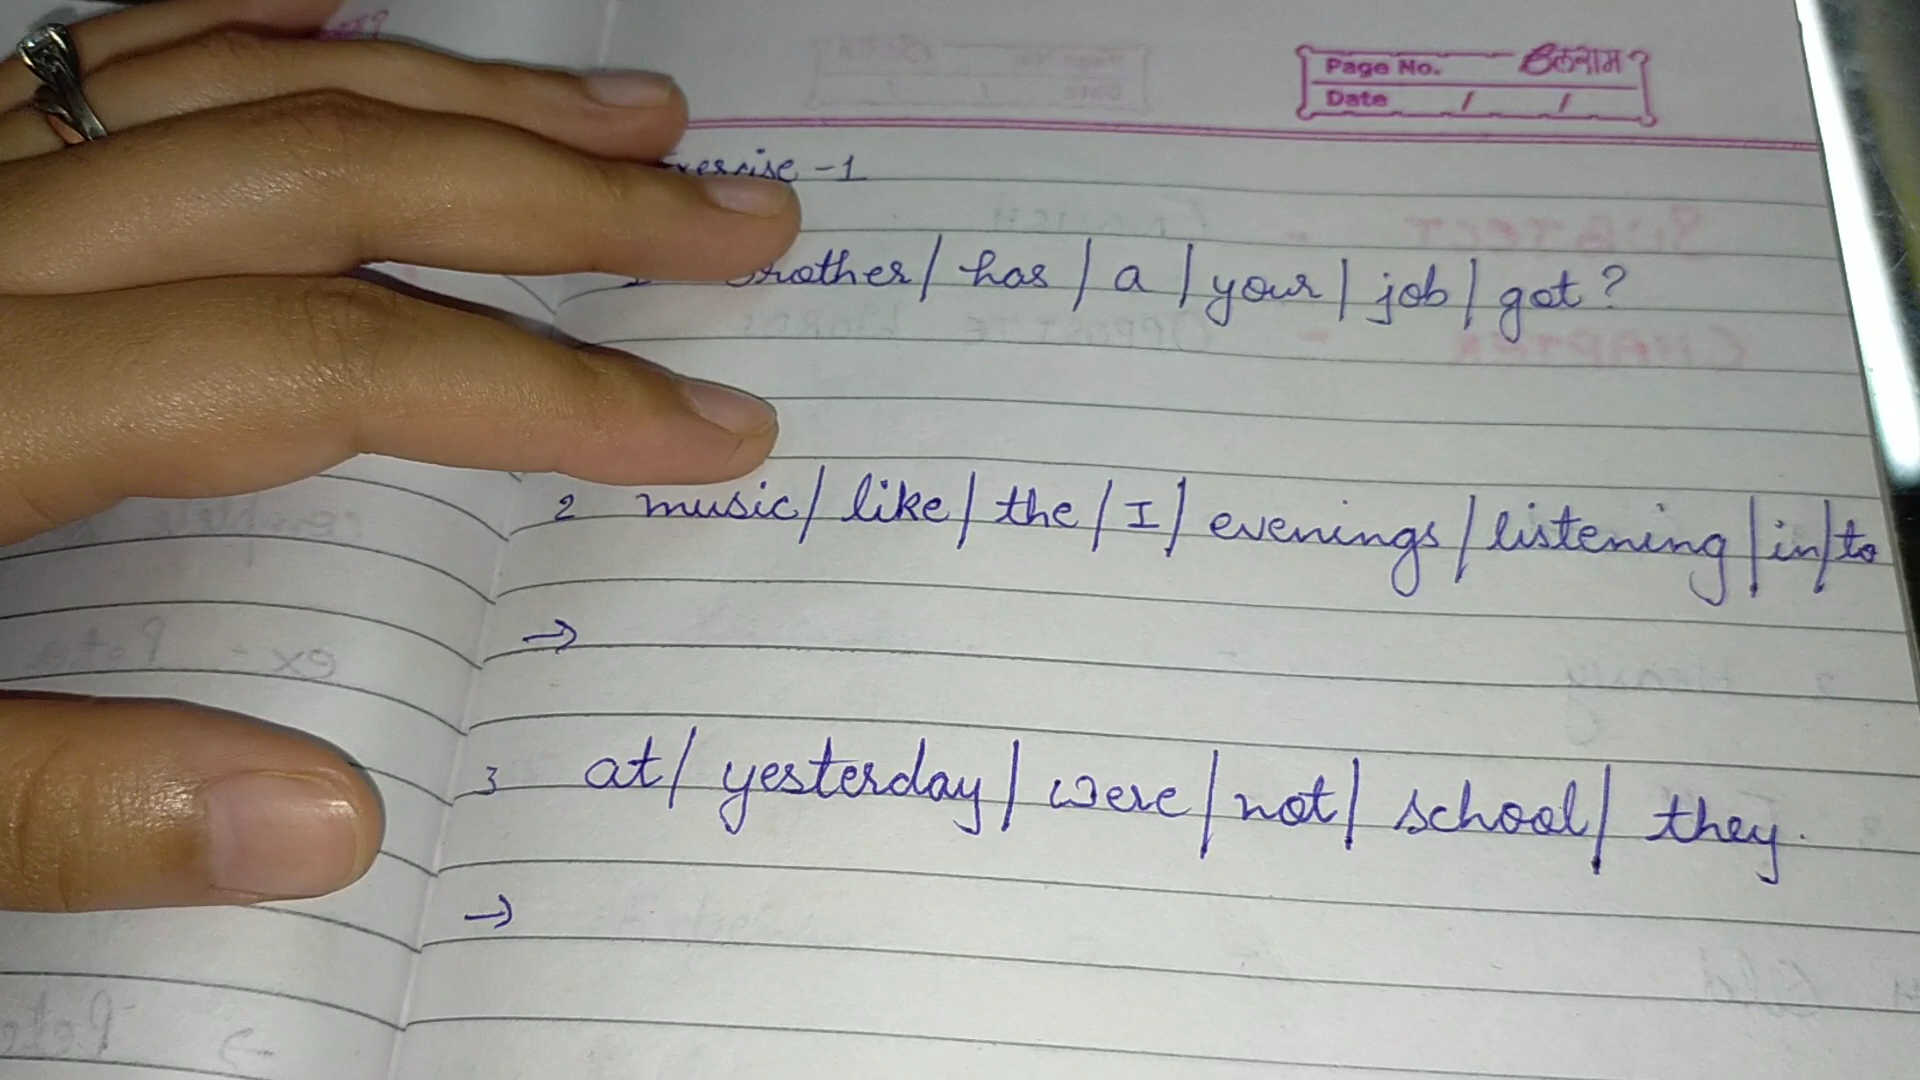 Page No.
Date / /
Exercise -1
brother / has / a / your / job / got ?
2 music / like / the / I / evenings / listening / in / to
→
3 at / yesterday / were / not / school / they.
→